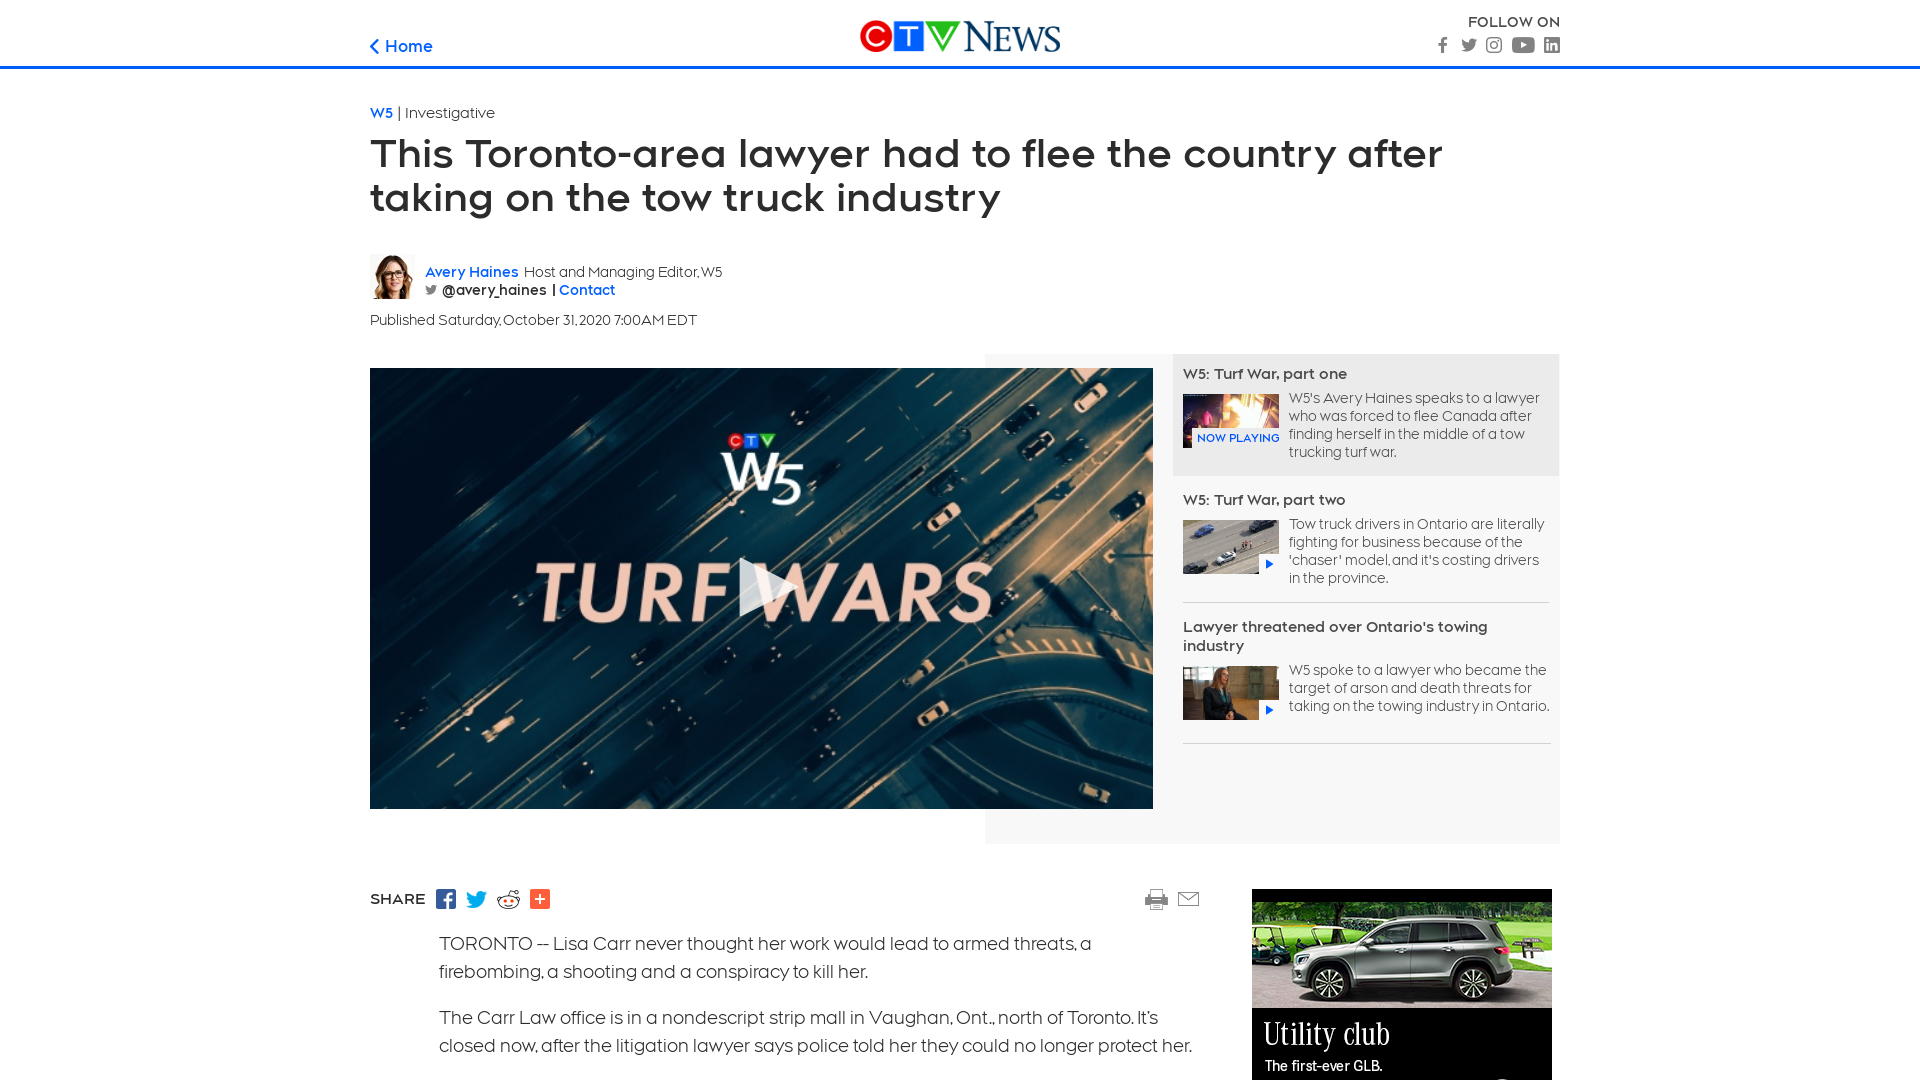 Home
CTV NEWS
FOLLOW ON
W5 | Investigative
This Toronto-area lawyer had to flee the country after
taking on the tow truck industry
Avery Haines Host and Managing Editor, W5
@avery_haines | Contact
Published Saturday, October 31, 2020 7:00AM EDT
CTV
W5
TURF WARS
W5: Turf War, part one
NOW PLAYING
W5's Avery Haines speaks to a lawyer
who was forced to flee Canada after
finding herself in the middle of a tow
trucking turf war.
W5: Turf War, part two
Tow truck drivers in Ontario are literally
fighting for business because of the
'chaser' model, and it's costing drivers
in the province.
Lawyer threatened over Ontario's towing
industry
W5 spoke to a lawyer who became the
target of arson and death threats for
taking on the towing industry in Ontario.
SHARE
TORONTO -- Lisa Carr never thought her work would lead to armed threats, a
firebombing, a shooting and a conspiracy to kill her.
The Carr Law office is in a nondescript strip mall in Vaughan, Ont., north of Toronto. It's
closed now, after the litigation lawyer says police told her they could no longer protect her.
Utility club
The first-ever GLB.